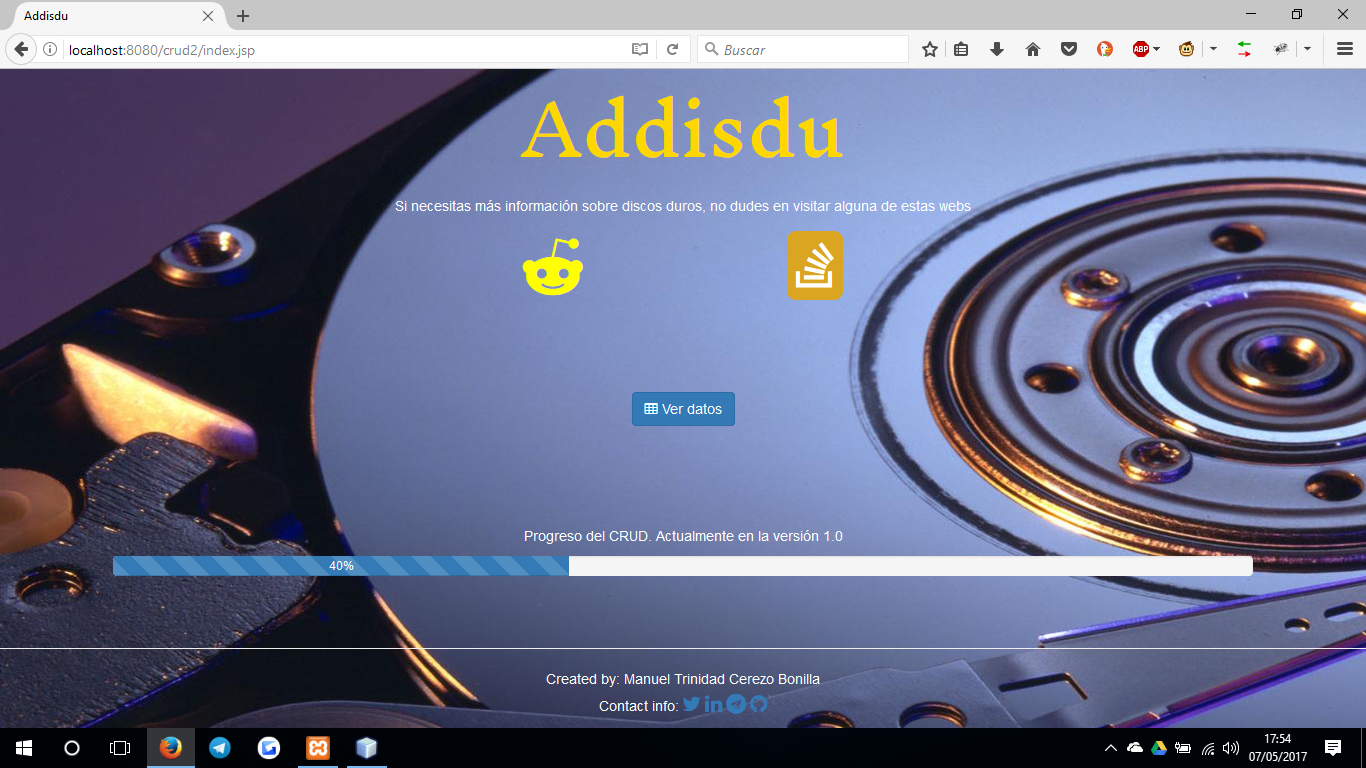 Addisdu
localhost:8080/crud2/index.jsp
Buscar
ABP
Addisdu
Si necesitas más información sobre discos duros, no dudes en visitar alguna de estas webs
Ver datos
Progreso del CRUD. Actualmente en la versión 1.0
40%
Created by: Manuel Trinidad Cerezo Bonilla
Contact info:
17:54
07/05/2017